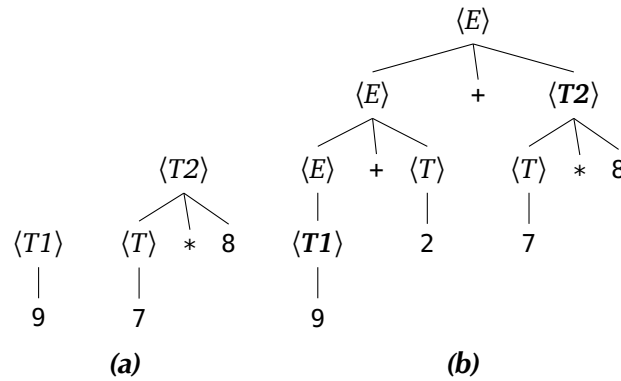 ⟨E⟩
⟨E⟩ + ⟨T2⟩
⟨T2⟩ ⟨E⟩ + ⟨T⟩ ⟨T⟩ * 8
⟨T1⟩ ⟨T⟩ * 8 ⟨T1⟩ 2 7
9 7 9
(a) (b)